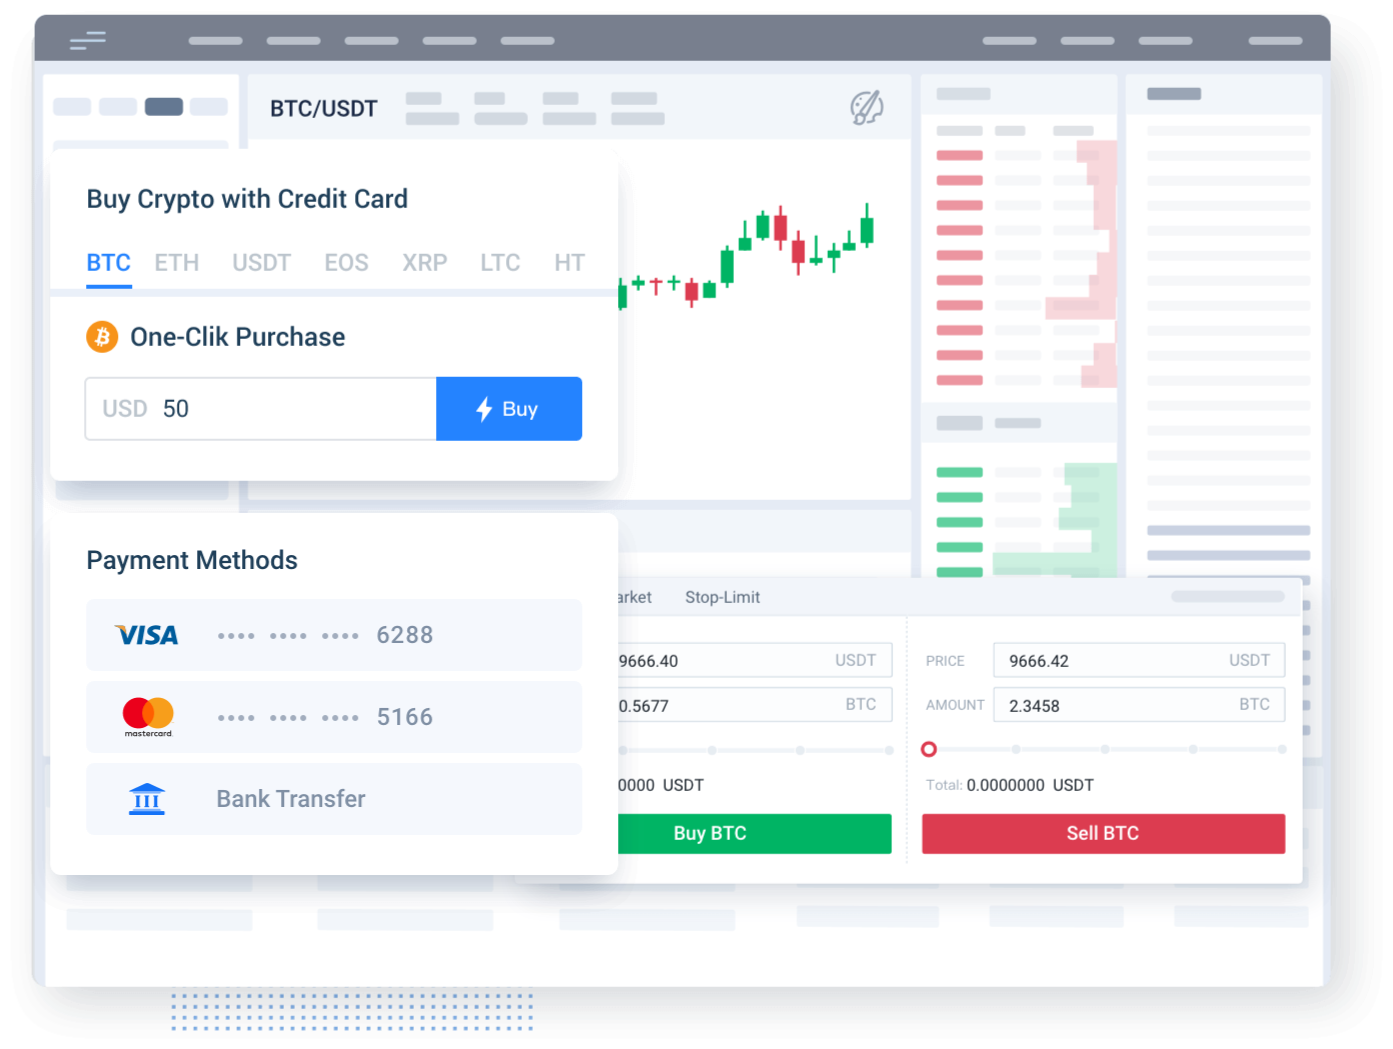 BTC/USDT
Buy Crypto with Credit Card
BTC ETH USDT EOS XRP LTC HT
One-Clik Purchase
USD 50
Buy
Payment Methods
VISA •••• •••• •••• 6288
mastercard •••• •••• •••• 5166
Bank Transfer
arket Stop-Limit
9666.40 USDT
0.5677 BTC
0000 USDT
Buy BTC
PRICE 9666.42 USDT
AMOUNT 2.3458 BTC
Total: 0.0000000 USDT
Sell BTC